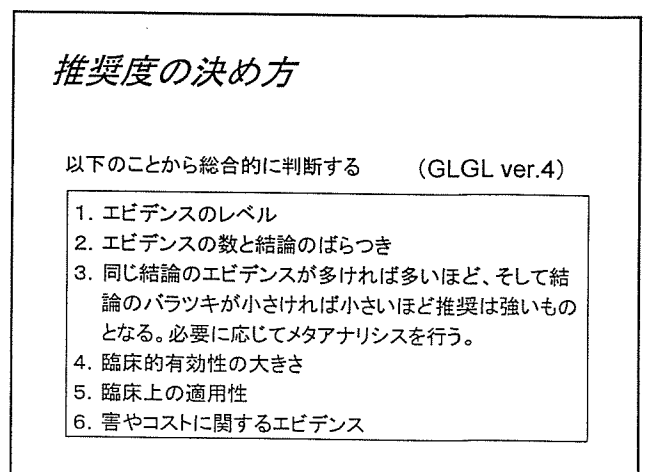 推奨度の決め方
以下のことから総合的に判断する (GLGL ver.4)
1. エビデンスのレベル
2. エビデンスの数と結論のばらつき
3. 同じ結論のエビデンスが多ければ多いほど、そして結
論のバラツキが小さければ小さいほど推奨は強いもの
となる。必要に応じてメタアナリシスを行う。
4. 臨床的有効性の大きさ
5. 臨床上の適用性
6. 害やコストに関するエビデンス